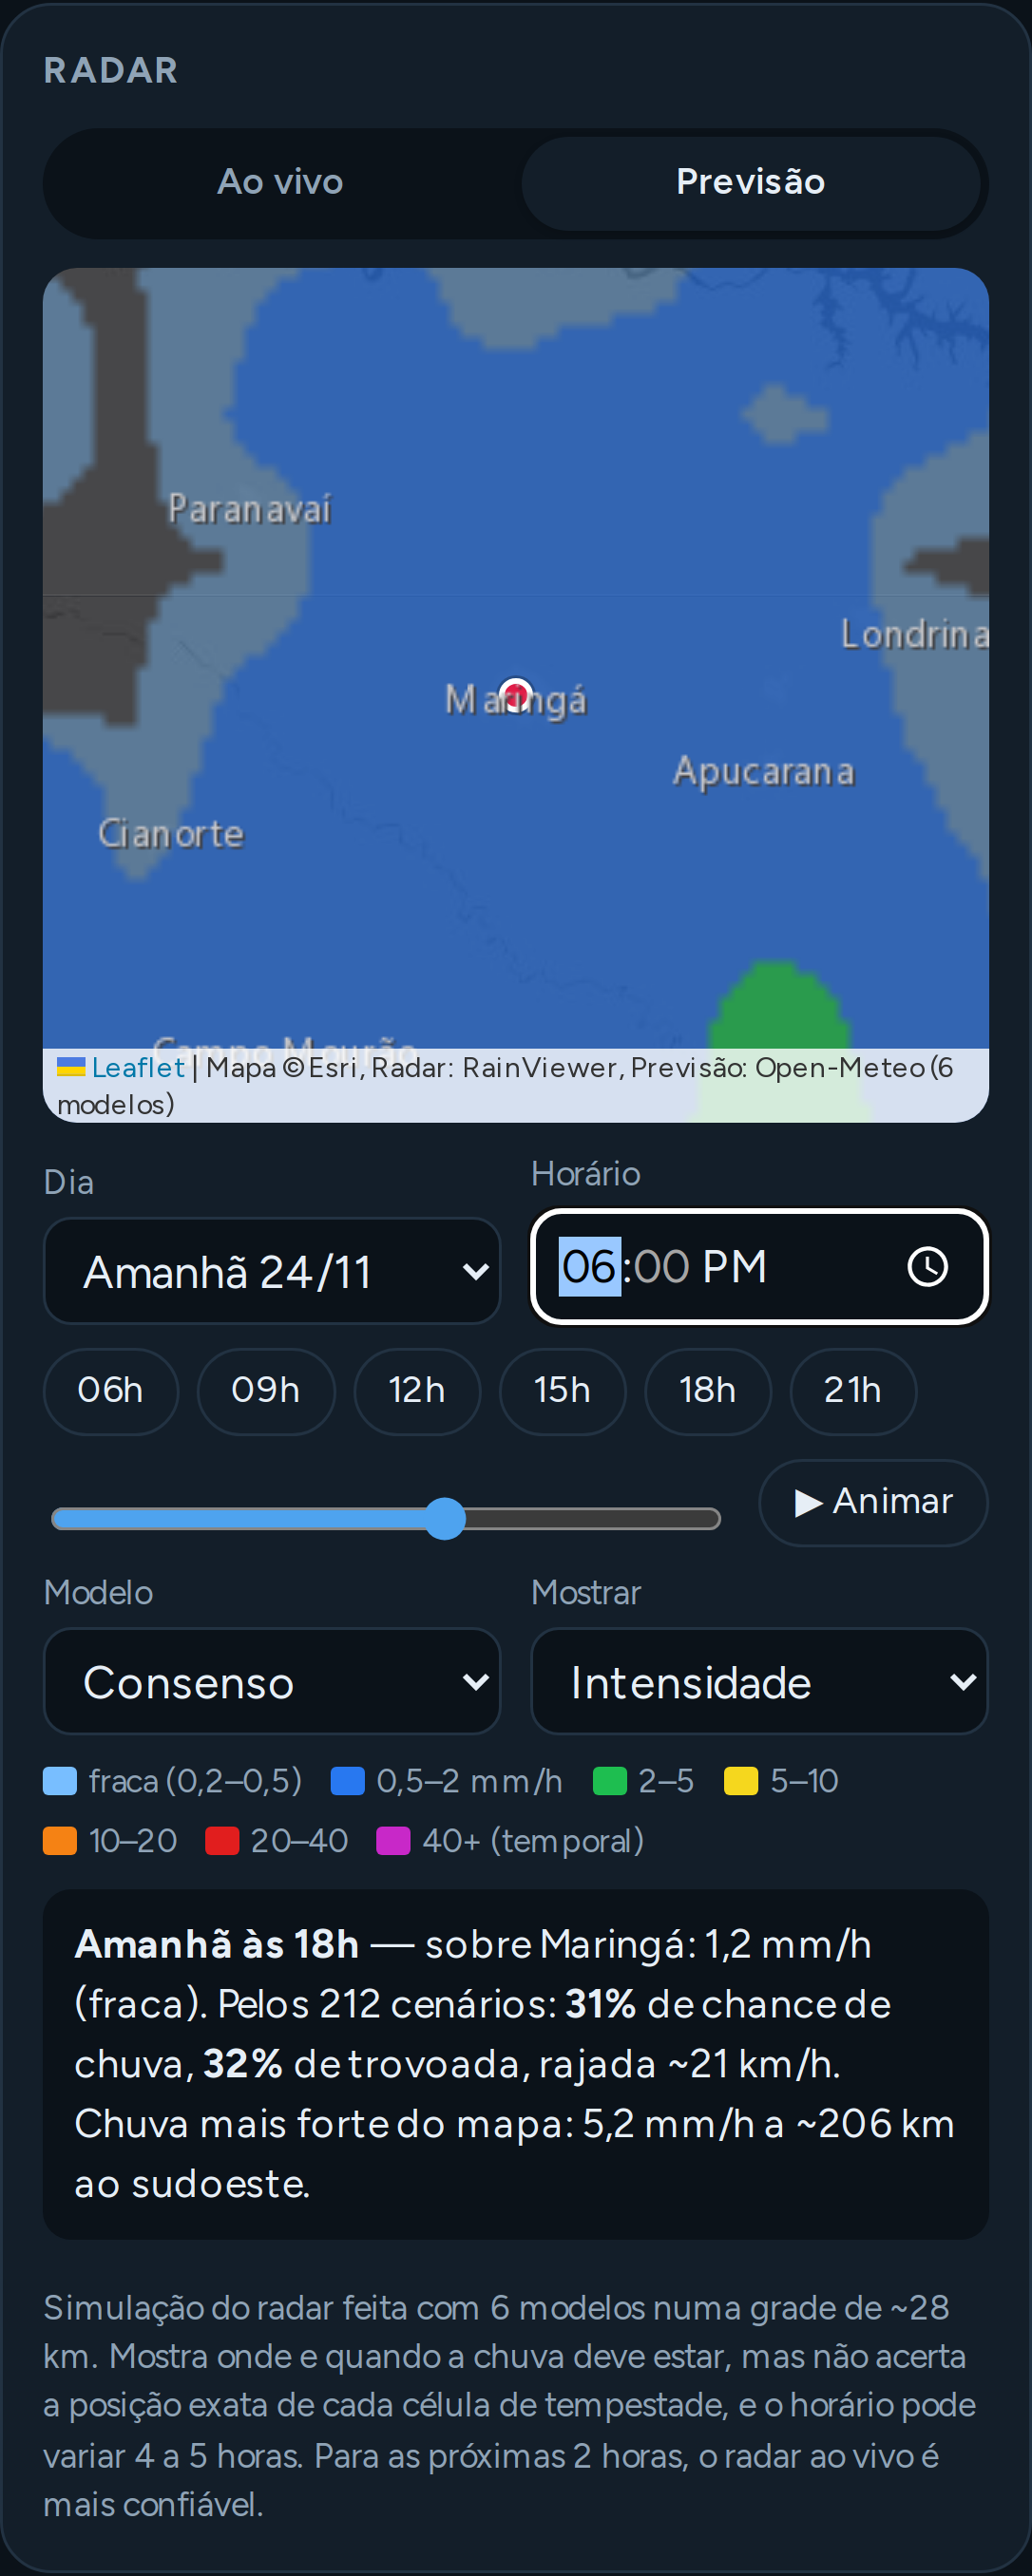 RADAR
Ao vivo
Previsão
Paranavaí
Londrina
Maringá
Apucarana
Cianorte
Campo Mourão
Leaflet | Mapa © Esri, Radar: RainViewer, Previsão: Open-Meteo (6
modelos)
Dia
Horário
Amanhã 24/11
06:00 PM
06h 09h 12h 15h 18h 21h
▶ Animar
Modelo
Mostrar
Consenso
Intensidade
fraca (0,2–0,5) 0,5–2 mm/h 2–5 5–10
10–20 20–40 40+ (temporal)
Amanhã às 18h — sobre Maringá: 1,2 mm/h
(fraca). Pelos 212 cenários: 31% de chance de
chuva, 32% de trovoada, rajada ~21 km/h.
Chuva mais forte do mapa: 5,2 mm/h a ~206 km
ao sudoeste.
Simulação do radar feita com 6 modelos numa grade de ~28
km. Mostra onde e quando a chuva deve estar, mas não acerta
a posição exata de cada célula de tempestade, e o horário pode
variar 4 a 5 horas. Para as próximas 2 horas, o radar ao vivo é
mais confiável.